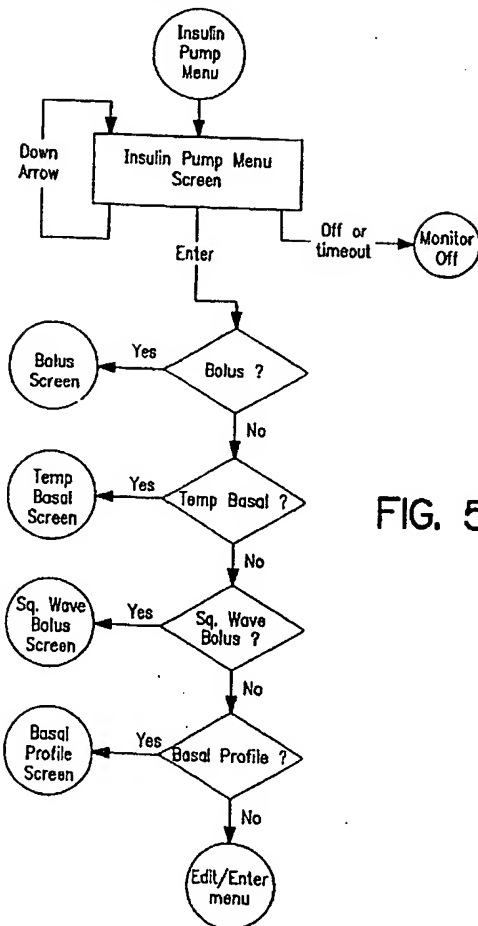 Insulin
Pump
Menu
Down
Arrow
Insulin Pump Menu
Screen
Off or
timeout
Monitor
Off
Enter
Bolus
Screen
Yes
Bolus ?
No
Temp
Basal
Screen
Yes
Temp Basal ?
No
FIG. 5
Sq. Wave
Bolus
Screen
Yes
Sq. Wave
Bolus ?
No
Basal
Profile
Screen
Yes
Basal Profile ?
No
Edit/Enter
menu